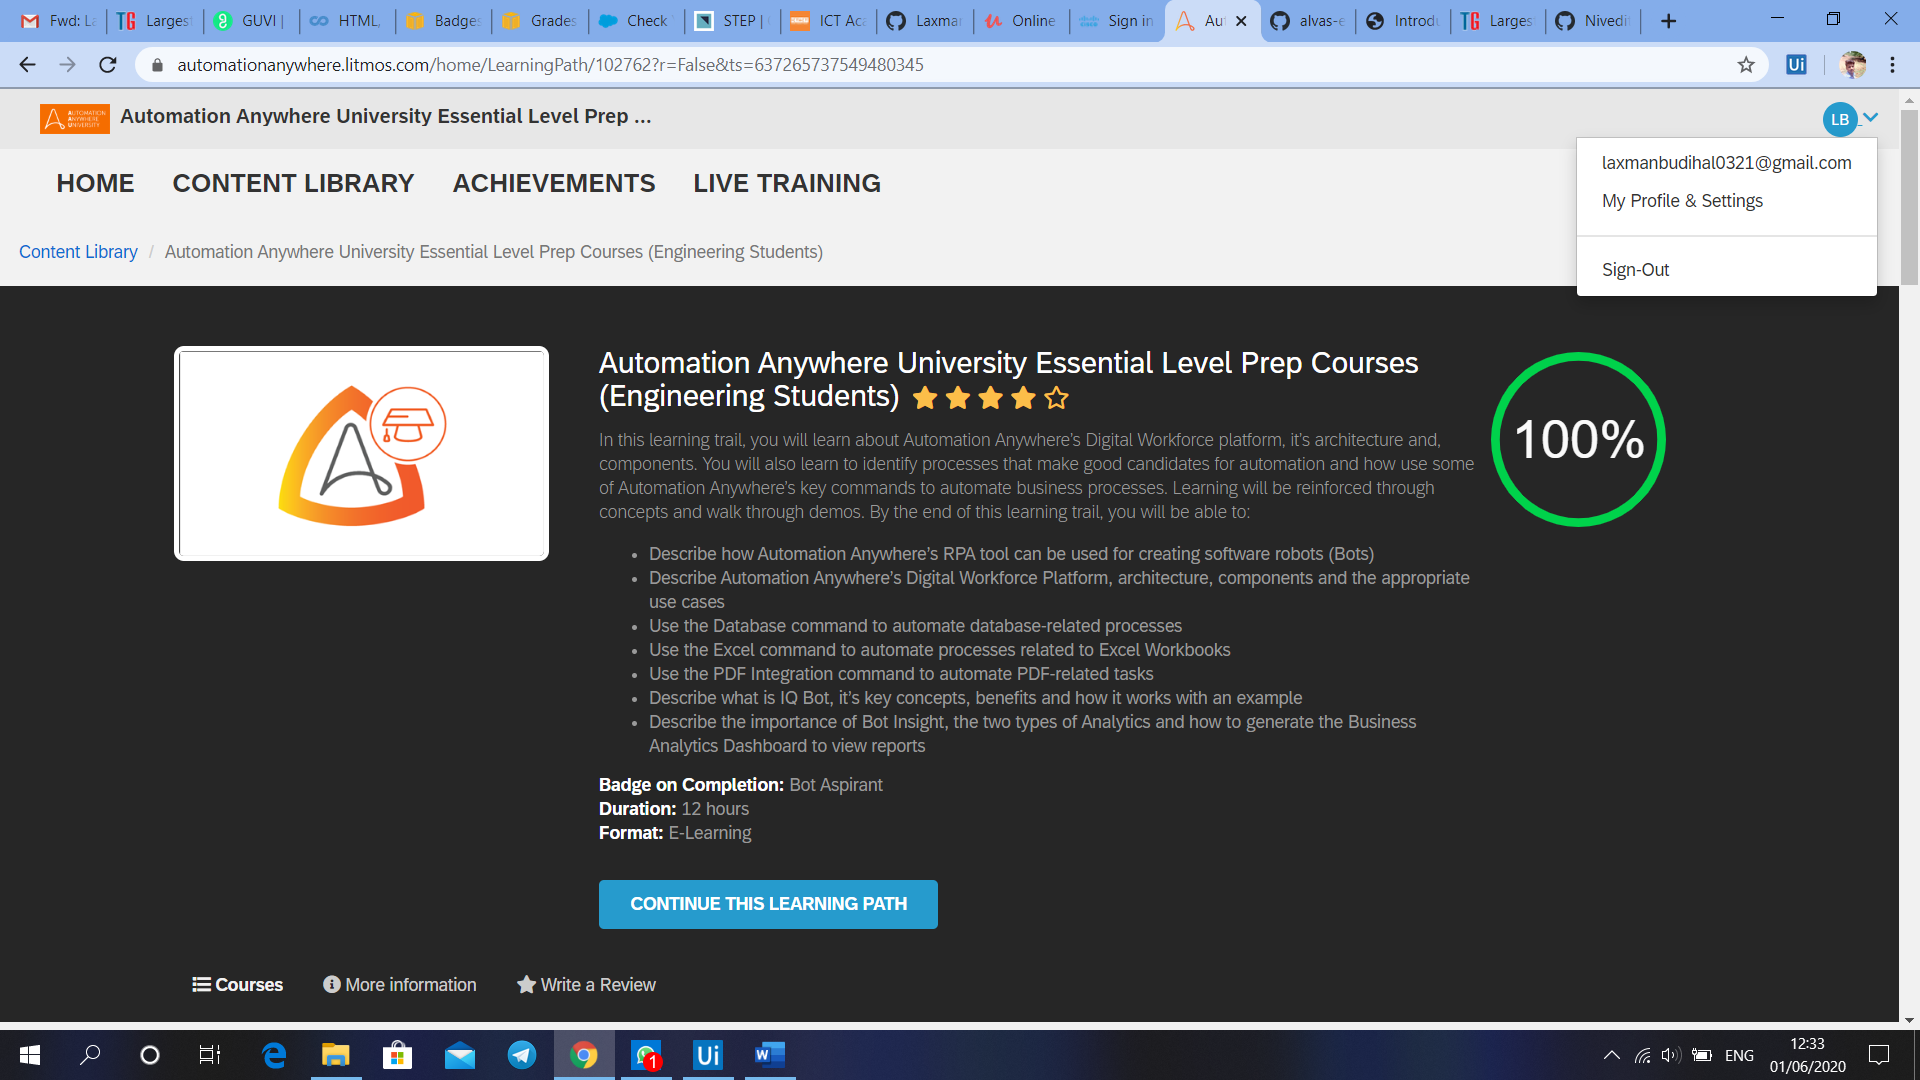 Fwd: La
Larges
GUVI |
HTML,
Badges
Grades
Check
STEP |
ICT Aca
Laxman
Online
Sign in
Aut
alvas-e
Introdu
Larges
Nivedit
automationanywhere.litmos.com/home/LearningPath/102762?r=False&ts=637265737549480345
AUTOMATION ANYWHERE UNIVERSITY
Automation Anywhere University Essential Level Prep ...
LB
HOME CONTENT LIBRARY ACHIEVEMENTS LIVE TRAINING
laxmanbudihal0321@gmail.com
My Profile & Settings
Sign-Out
Content Library / Automation Anywhere University Essential Level Prep Courses (Engineering Students)
Automation Anywhere University Essential Level Prep Courses
(Engineering Students)
100%
In this learning trail, you will learn about Automation Anywhere’s Digital Workforce platform, it’s architecture and,
components. You will also learn to identify processes that make good candidates for automation and how use some
of Automation Anywhere’s key commands to automate business processes. Learning will be reinforced through
concepts and walk through demos. By the end of this learning trail, you will be able to:
• Describe how Automation Anywhere’s RPA tool can be used for creating software robots (Bots)
• Describe Automation Anywhere’s Digital Workforce Platform, architecture, components and the appropriate
use cases
• Use the Database command to automate database-related processes
• Use the Excel command to automate processes related to Excel Workbooks
• Use the PDF Integration command to automate PDF-related tasks
• Describe what is IQ Bot, it’s key concepts, benefits and how it works with an example
• Describe the importance of Bot Insight, the two types of Analytics and how to generate the Business
Analytics Dashboard to view reports
Badge on Completion: Bot Aspirant
Duration: 12 hours
Format: E-Learning
CONTINUE THIS LEARNING PATH
Courses More information Write a Review
1
Ui
ENG
12:33
01/06/2020